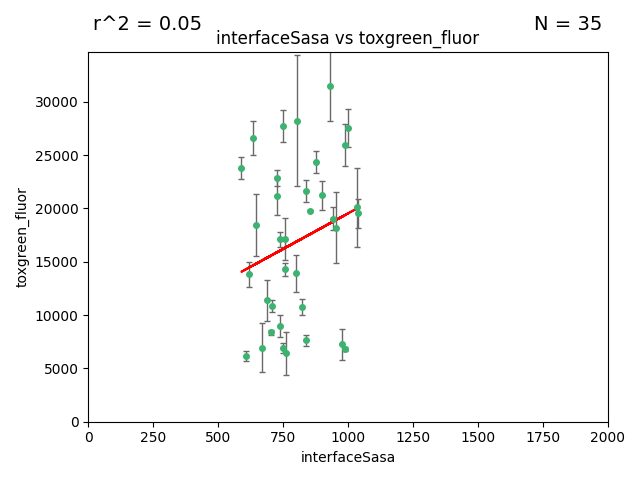 r^2 = 0.05
N = 35
interfaceSasa vs toxgreen_fluor
30000
25000
20000
15000
10000
5000
0
toxgreen_fluor
0 250 500 750 1000 1250 1500 1750 2000
interfaceSasa